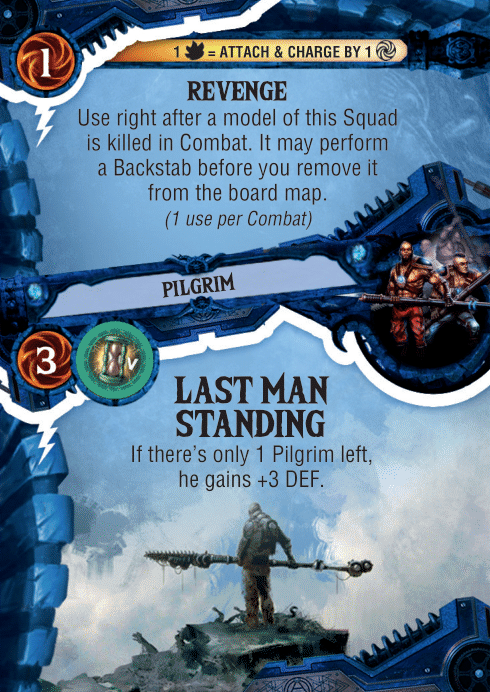 1
1 = ATTACH & CHARGE BY 1
REVENGE
Use right after a model of this Squad
is killed in Combat. It may perform
a Backstab before you remove it
from the board map.
(1 use per Combat)
PILGRIM
3
V
LAST MAN
STANDING
If there's only 1 Pilgrim left,
he gains +3 DEF.